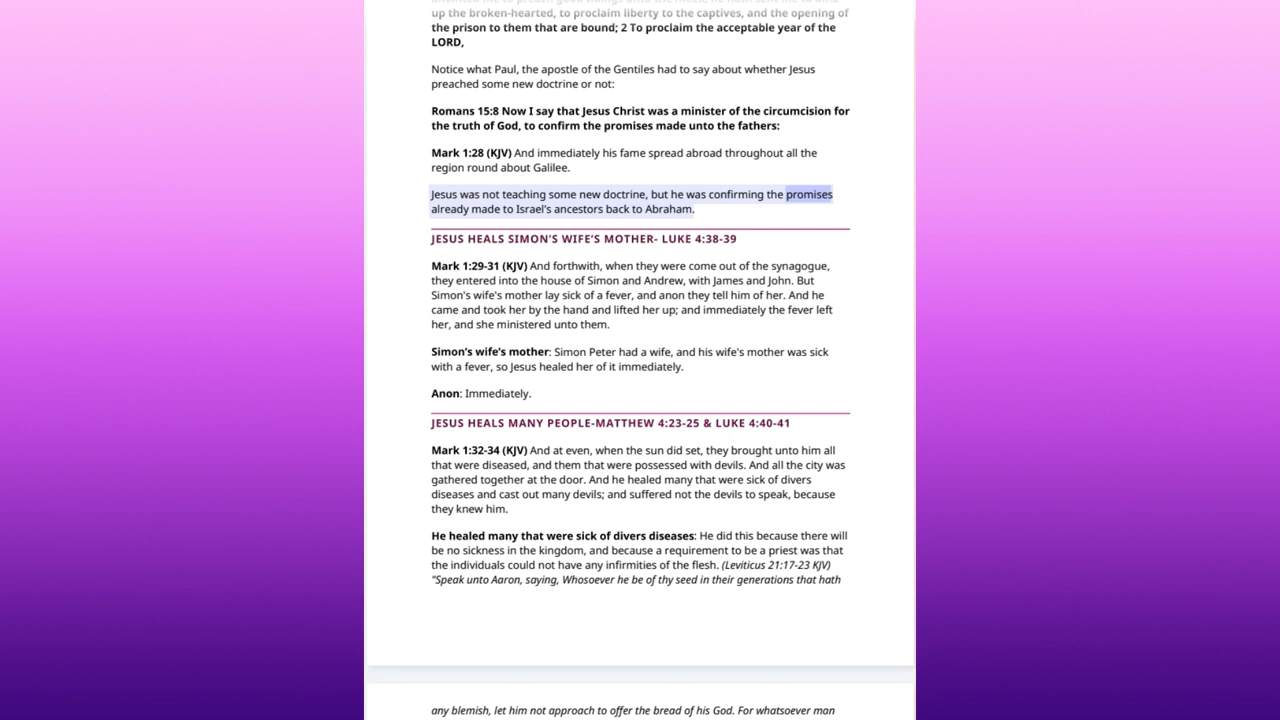 anointed me to preach good tidings unto the meek; he hath sent me to bind
up the broken-hearted, to proclaim liberty to the captives, and the opening of
the prison to them that are bound; 2 To proclaim the acceptable year of the
LORD,
Notice what Paul, the apostle of the Gentiles had to say about whether Jesus
preached some new doctrine or not:
Romans 15:8 Now I say that Jesus Christ was a minister of the circumcision for
the truth of God, to confirm the promises made unto the fathers:
Mark 1:28 (KJV) And immediately his fame spread abroad throughout all the
region round about Galilee.
Jesus was not teaching some new doctrine, but he was confirming the promises
already made to Israel's ancestors back to Abraham.
JESUS HEALS SIMON'S WIFE'S MOTHER- LUKE 4:38-39
Mark 1:29-31 (KJV) And forthwith, when they were come out of the synagogue,
they entered into the house of Simon and Andrew, with James and John. But
Simon's wife's mother lay sick of a fever, and anon they tell him of her. And he
came and took her by the hand and lifted her up; and immediately the fever left
her, and she ministered unto them.
Simon's wife's mother: Simon Peter had a wife, and his wife's mother was sick
with a fever, so Jesus healed her of it immediately.
Anon: Immediately.
JESUS HEALS MANY PEOPLE-MATTHEW 4:23-25 & LUKE 4:40-41
Mark 1:32-34 (KJV) And at even, when the sun did set, they brought unto him all
that were diseased, and them that were possessed with devils. And all the city was
gathered together at the door. And he healed many that were sick of divers
diseases and cast out many devils; and suffered not the devils to speak, because
they knew him.
He healed many that were sick of divers diseases: He did this because there will
be no sickness in the kingdom, and because a requirement to be a priest was that
the individuals could not have any infirmities of the flesh. (Leviticus 21:17-23 KJV)
"Speak unto Aaron, saying, Whosoever he be of thy seed in their generations that hath
any blemish, let him not approach to offer the bread of his God. For whatsoever man